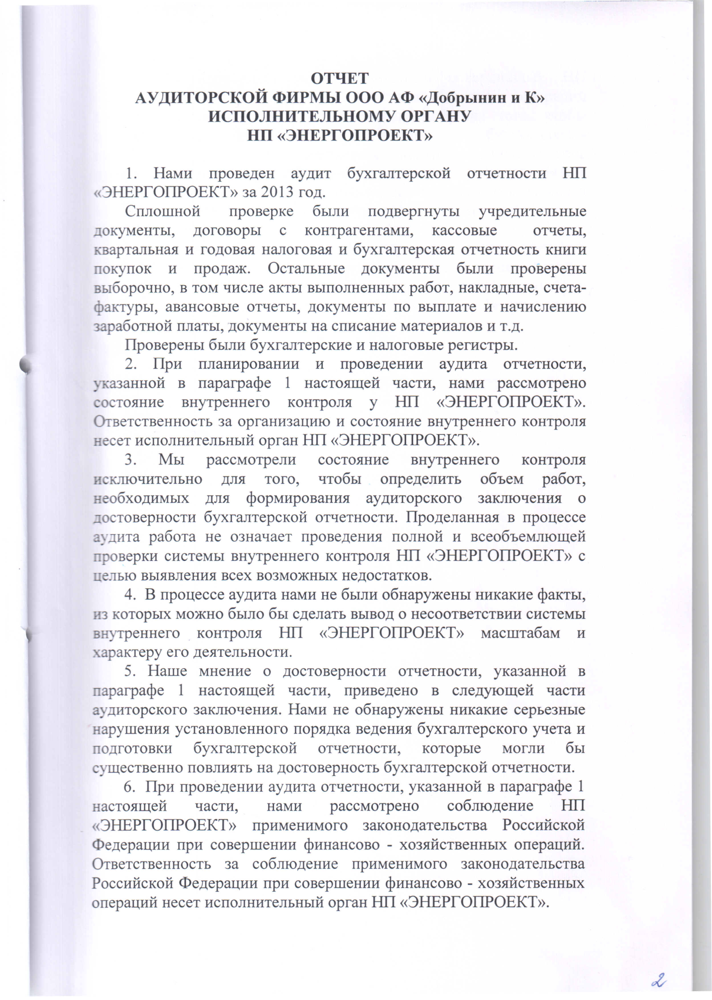 ОТЧЕТ
АУДИТОРСКОЙ ФИРМЫ ООО АФ «Добрынин и К»
ИСПОЛНИТЕЛЬНОМУ ОРГАНУ
НП «ЭНЕРГОПРОЕКТ»
1. Нами проведен аудит бухгалтерской отчетности НП
«ЭНЕРГОПРОЕКТ» за 2013 год.
Сплошной проверке были подвергнуты учредительные
документы, договоры с контрагентами, кассовые отчеты,
квартальная и годовая налоговая и бухгалтерская отчетность книги
покупок и продаж. Остальные документы были проверены
выборочно, в том числе акты выполненных работ, накладные, счета-
фактуры, авансовые отчеты, документы по выплате и начислению
заработной платы, документы на списание материалов и т.д.
Проверены были бухгалтерские и налоговые регистры.
2. При планировании и проведении аудита отчетности,
указанной в параграфе 1 настоящей части, нами рассмотрено
состояние внутреннего контроля у НП «ЭНЕРГОПРОЕКТ».
Ответственность за организацию и состояние внутреннего контроля
несет исполнительный орган НП «ЭНЕРГОПРОЕКТ».
3. Мы рассмотрели состояние внутреннего контроля
исключительно для того, чтобы определить объем работ,
необходимых для формирования аудиторского заключения о
достоверности бухгалтерской отчетности. Проделанная в процессе
аудита работа не означает проведения полной и всеобъемлющей
проверки системы внутреннего контроля НП «ЭНЕРГОПРОЕКТ» с
целью выявления всех возможных недостатков.
4. В процессе аудита нами не были обнаружены никакие факты,
из которых можно было бы сделать вывод о несоответствии системы
внутреннего контроля НП «ЭНЕРГОПРОЕКТ» масштабам и
характеру его деятельности.
5. Наше мнение о достоверности отчетности, указанной в
параграфе 1 настоящей части, приведено в следующей части
аудиторского заключения. Нами не обнаружены никакие серьезные
нарушения установленного порядка ведения бухгалтерского учета и
подготовки бухгалтерской отчетности, которые могли бы
существенно повлиять на достоверность бухгалтерской отчетности.
6. При проведении аудита отчетности, указанной в параграфе 1
настоящей части, нами рассмотрено соблюдение НП
«ЭНЕРГОПРОЕКТ» применимого законодательства Российской
Федерации при совершении финансово - хозяйственных операций.
Ответственность за соблюдение применимого законодательства
Российской Федерации при совершении финансово - хозяйственных
операций несет исполнительный орган НП «ЭНЕРГОПРОЕКТ».
2